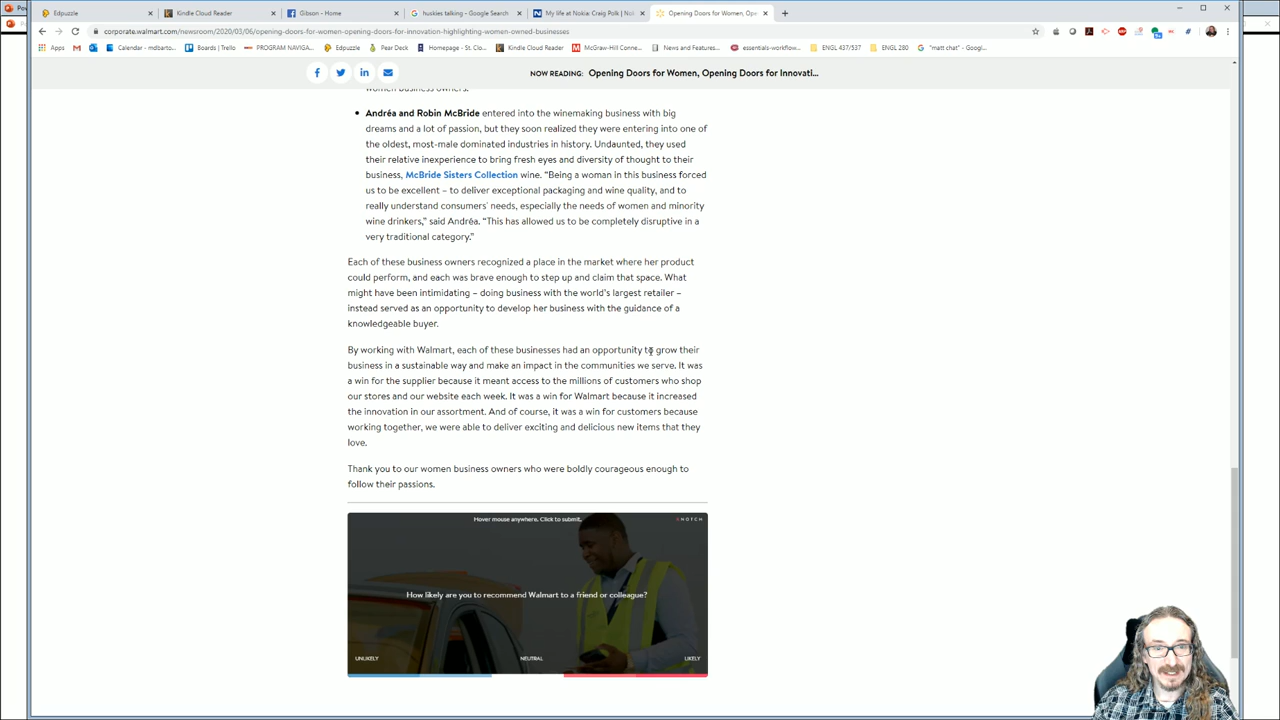 Edpuzzle
Kindle Cloud Reader
Gibson - Home
huskies talking - Google Search
My life at Nokia: Craig Polk | No
Opening Doors for Women, Ope
corporate.walmart.com/newsroom/2020/03/06/opening-doors-for-women-opening-doors-for-innovation-highlighting-women-owned-businesses
Apps Calendar - mdbarto... Boards | Trello PROGRAM NAVIGA... Edpuzzle Pear Deck Homepage - St. Clo... Kindle Cloud Reader McGraw-Hill Conne... News and Features... essentials-workflow... ENGL 437/537 ENGL 280 "matt chat" - Googl...
NOW READING: Opening Doors for Women, Opening Doors for Innovati...
women business owners.
• Andréa and Robin McBride entered into the winemaking business with big
dreams and a lot of passion, but they soon realized they were entering into one of
the oldest, most-male dominated industries in history. Undaunted, they used
their relative inexperience to bring fresh eyes and diversity of thought to their
business, McBride Sisters Collection wine. “Being a woman in this business forced
us to be excellent – to deliver exceptional packaging and wine quality, and to
really understand consumers’ needs, especially the needs of women and minority
wine drinkers,” said Andréa. “This has allowed us to be completely disruptive in a
very traditional category.”
Each of these business owners recognized a place in the market where her product
could perform, and each was brave enough to step up and claim that space. What
might have been intimidating – doing business with the world’s largest retailer –
instead served as an opportunity to develop her business with the guidance of a
knowledgeable buyer.
By working with Walmart, each of these businesses had an opportunity to grow their
business in a sustainable way and make an impact in the communities we serve. It was
a win for the supplier because it meant access to the millions of customers who shop
our stores and our website each week. It was a win for Walmart because it increased
the innovation in our assortment. And of course, it was a win for customers because
working together, we were able to deliver exciting and delicious new items that they
love.
Thank you to our women business owners who were boldly courageous enough to
follow their passions.
Hover mouse anywhere. Click to submit.
KNOTCH
How likely are you to recommend Walmart to a friend or colleague?
UNLIKELY NEUTRAL LIKELY